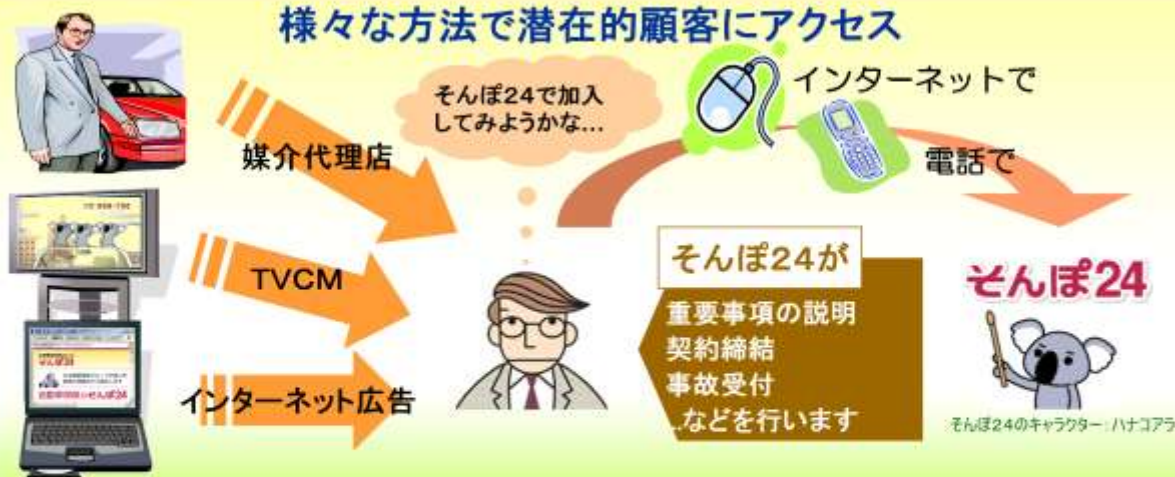 様々な方法で潜在的顧客にアクセス
そんぽ24で加入
してみようかな…
インターネットで
電話で
媒介代理店
TVCM
インターネット広告
そんぽ24が
重要事項の説明
契約締結
事故受付
…などを行います
そんぽ24
そんぽ24のキャラクター：ハナコアラ
そんぽ24